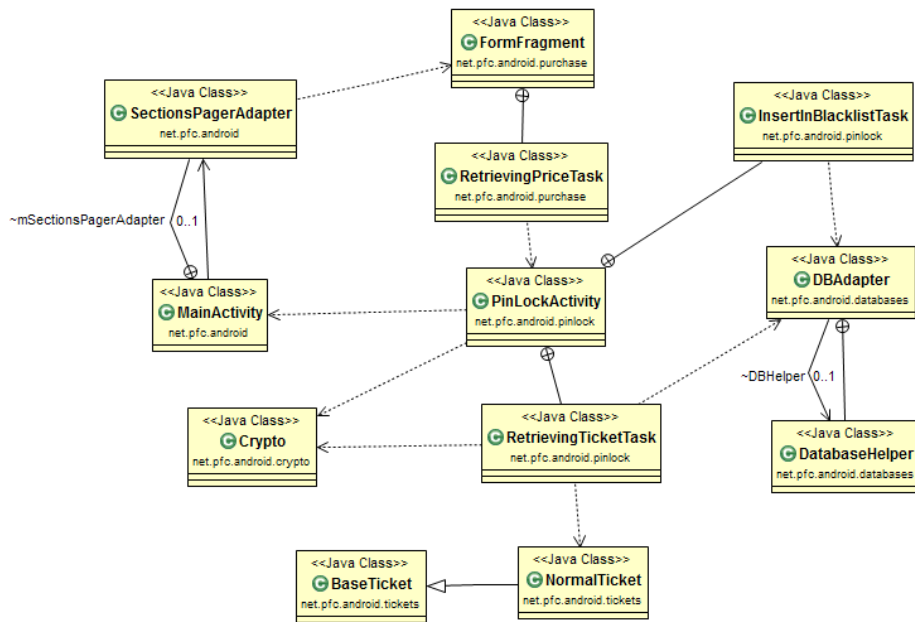 <<Java Class>>
FormFragment
net.pfc.android.purchase
<<Java Class>>
SectionsPagerAdapter
net.pfc.android
<<Java Class>>
InsertInBlacklistTask
net.pfc.android.pinlock
<<Java Class>>
RetrievingPriceTask
net.pfc.android.purchase
~mSectionsPagerAdapter 0..1
<<Java Class>>
MainActivity
net.pfc.android
<<Java Class>>
PinLockActivity
net.pfc.android.pinlock
<<Java Class>>
DBAdapter
net.pfc.android.databases
~DBHelper 0..1
<<Java Class>>
Crypto
net.pfc.android.crypto
<<Java Class>>
RetrievingTicketTask
net.pfc.android.pinlock
<<Java Class>>
DatabaseHelper
net.pfc.android.databases
<<Java Class>>
BaseTicket
net.pfc.android.tickets
<<Java Class>>
NormalTicket
net.pfc.android.tickets